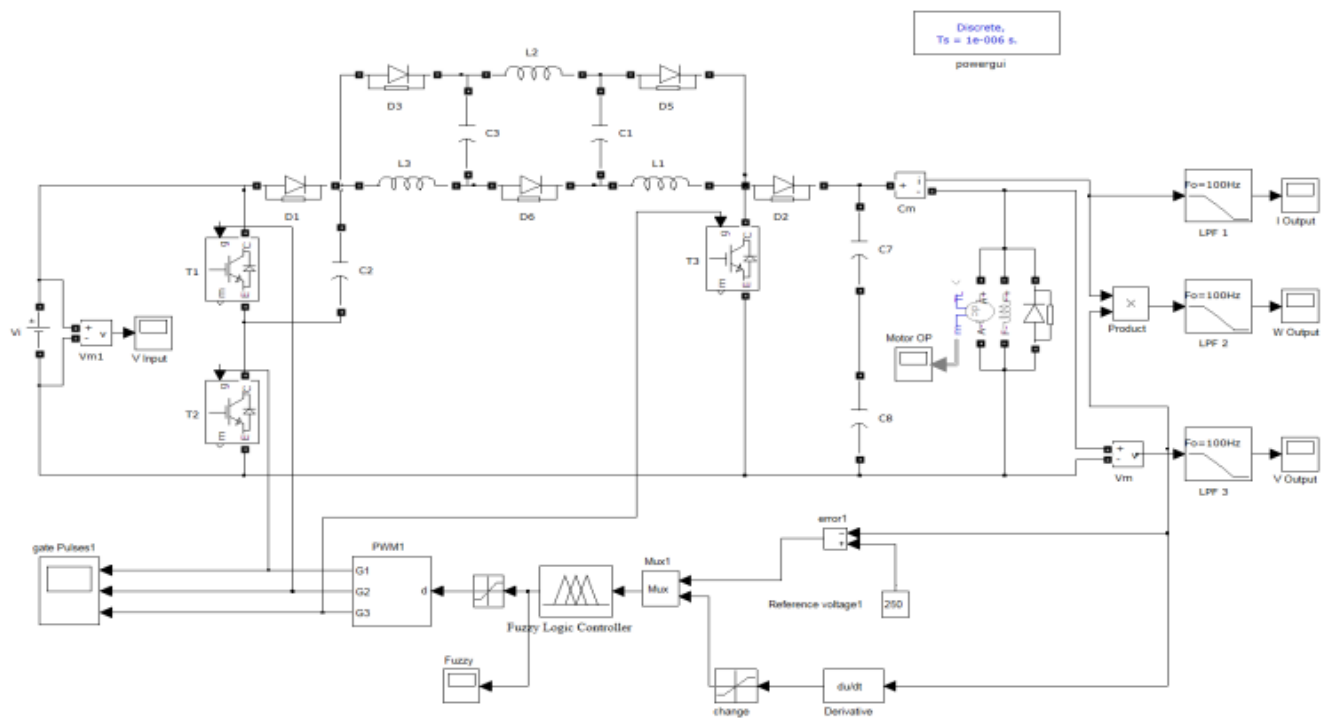 Discrete,
Ts = 1e-006 s.
powergui
L2
D3
D5
C3
C1
L3
L1
D1
D6
D2
Cm
i
Fo=100Hz
LPF 1
I Output
T1
g
C
m
E
C2
T3
g
C
m
E
C7
Vi
Vm1
v
V Input
Motor OP
TL
m
A+
F+
A-
F-
dc
Product
×
Fo=100Hz
LPF 2
W Output
T2
g
C
m
E
C8
Vm
v
Fo=100Hz
LPF 3
V Output
error1
gate Pulses1
PWM1
G1
G2
G3
d
Fuzzy Logic Controller
Mux1
Mux
Reference voltage1
250
Fuzzy
change
du/dt
Derivative